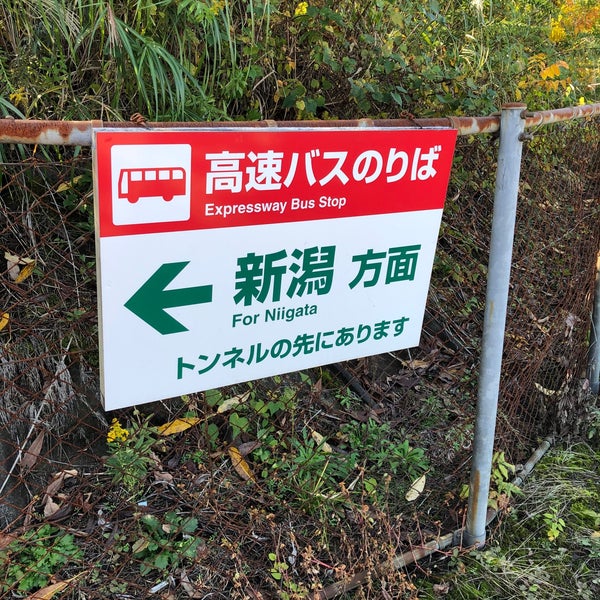 高速バスのりば
Expressway Bus Stop
新潟 方面
For Niigata
トンネルの先にあります